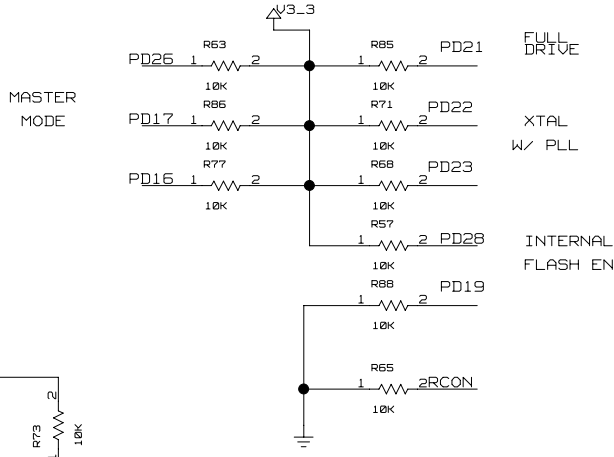 V3_3
R63 R85 PD21 FULL
DRIVE
PD26 1 2 1 2
10K 10K
MASTER R86 R71 PD22
MODE PD17 1 2 1 2 XTAL
10K 10K W/ PLL
R77 R68 PD23
PD16 1 2 1 2
10K 10K
R57
1 2 PD28 INTERNAL
10K FLASH EN
R88 PD19
1 2
10K
R65
1 2 RCON
10K
2
R73 10K